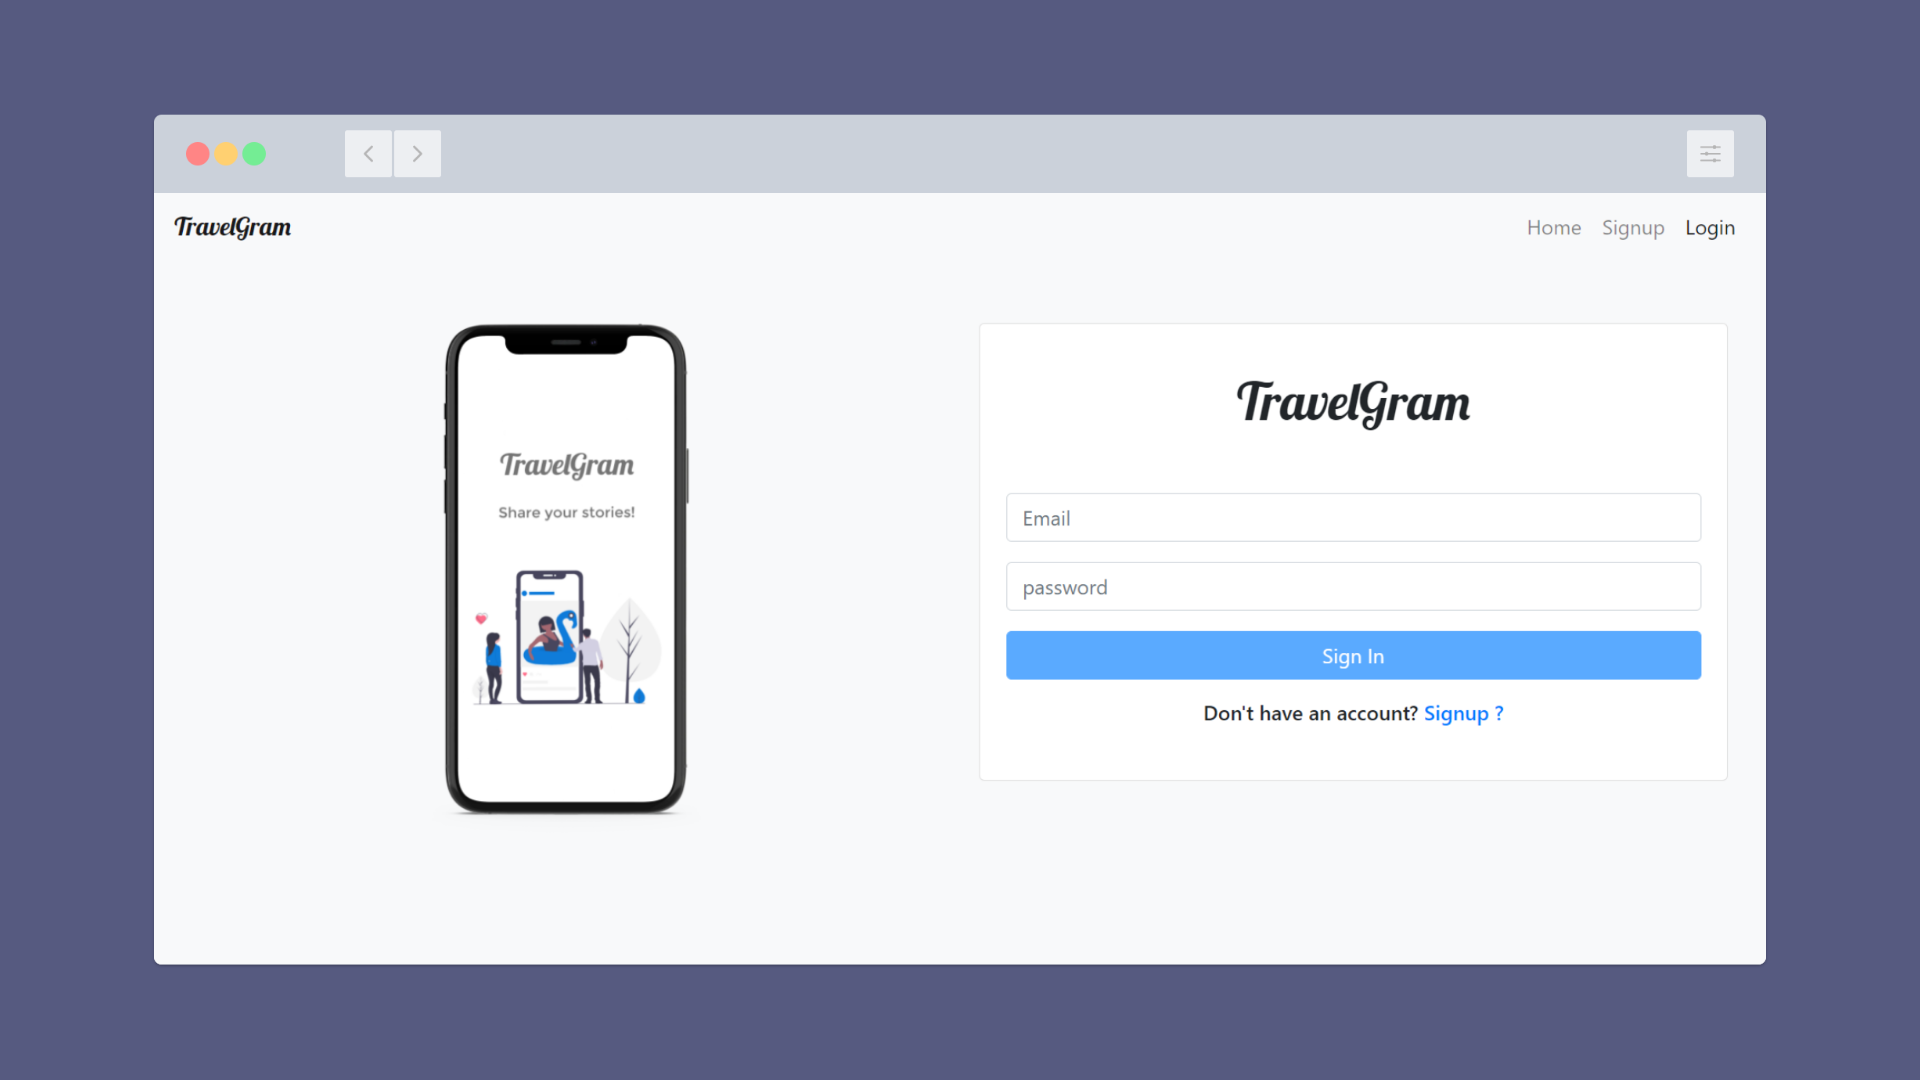 TravelGram
Home Signup Login
TravelGram
Share your stories!
TravelGram
Email
password
Sign In
Don't have an account? Signup ?